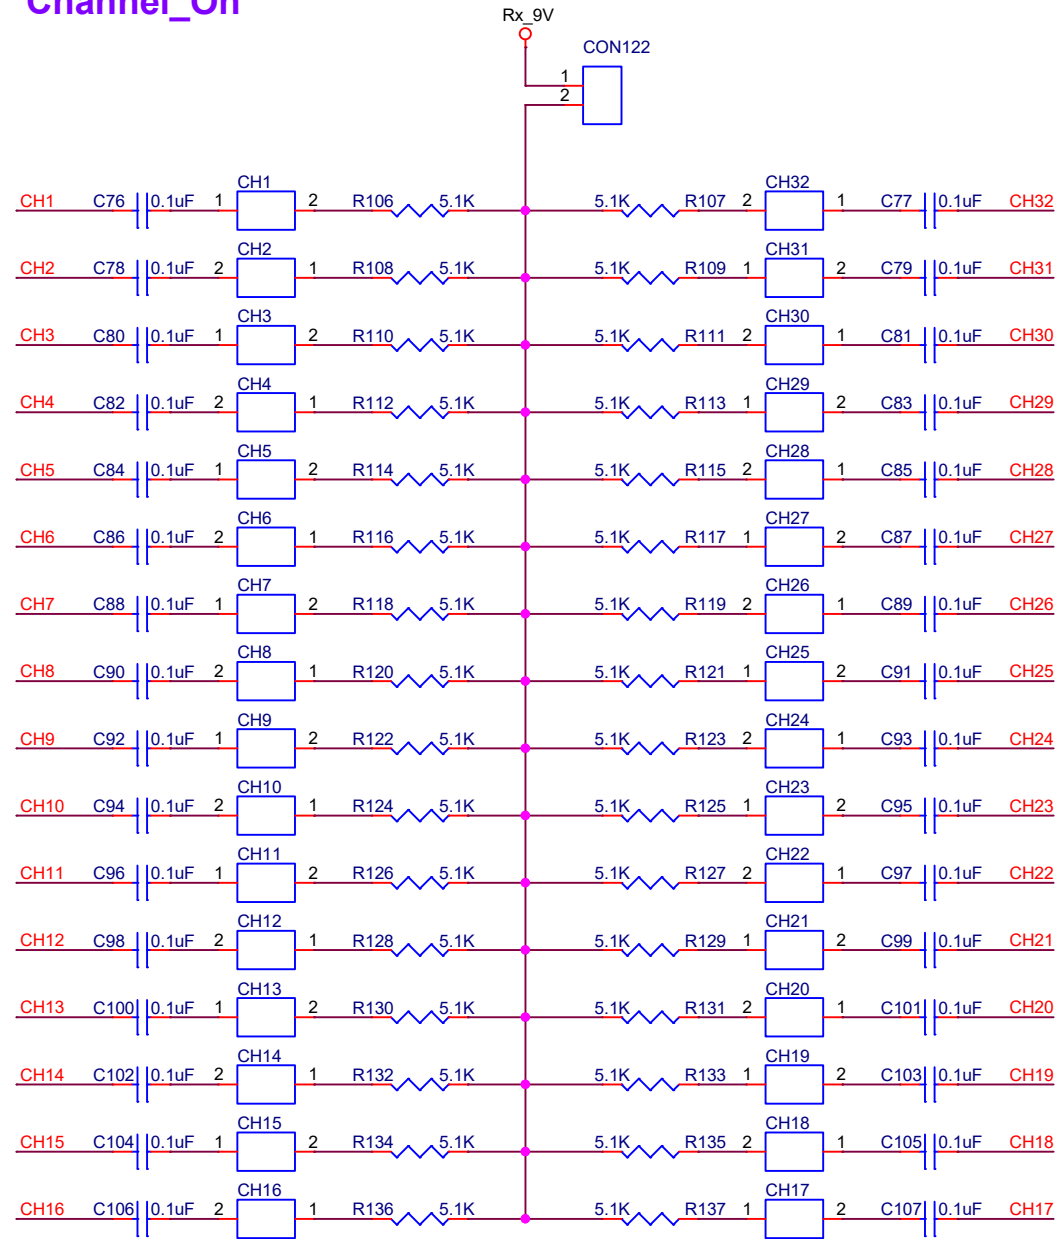 Channel_On
Rx_9V
CON122
1
2
CH1 CH32
CH1 C76 0.1uF 1 2 R106 5.1K 5.1K R107 2 1 C77 0.1uF CH32
CH2 CH31
CH2 C78 0.1uF 2 1 R108 5.1K 5.1K R109 1 2 C79 0.1uF CH31
CH3 CH30
CH3 C80 0.1uF 1 2 R110 5.1K 5.1K R111 2 1 C81 0.1uF CH30
CH4 CH29
CH4 C82 0.1uF 2 1 R112 5.1K 5.1K R113 1 2 C83 0.1uF CH29
CH5 CH28
CH5 C84 0.1uF 1 2 R114 5.1K 5.1K R115 2 1 C85 0.1uF CH28
CH6 CH27
CH6 C86 0.1uF 2 1 R116 5.1K 5.1K R117 1 2 C87 0.1uF CH27
CH7 CH26
CH7 C88 0.1uF 1 2 R118 5.1K 5.1K R119 2 1 C89 0.1uF CH26
CH8 CH25
CH8 C90 0.1uF 2 1 R120 5.1K 5.1K R121 1 2 C91 0.1uF CH25
CH9 CH24
CH9 C92 0.1uF 1 2 R122 5.1K 5.1K R123 2 1 C93 0.1uF CH24
CH10 CH23
CH10 C94 0.1uF 2 1 R124 5.1K 5.1K R125 1 2 C95 0.1uF CH23
CH11 CH22
CH11 C96 0.1uF 1 2 R126 5.1K 5.1K R127 2 1 C97 0.1uF CH22
CH12 CH21
CH12 C98 0.1uF 2 1 R128 5.1K 5.1K R129 1 2 C99 0.1uF CH21
CH13 CH20
CH13 C100 0.1uF 1 2 R130 5.1K 5.1K R131 2 1 C101 0.1uF CH20
CH14 CH19
CH14 C102 0.1uF 2 1 R132 5.1K 5.1K R133 1 2 C103 0.1uF CH19
CH15 CH18
CH15 C104 0.1uF 1 2 R134 5.1K 5.1K R135 2 1 C105 0.1uF CH18
CH16 CH17
CH16 C106 0.1uF 2 1 R136 5.1K 5.1K R137 1 2 C107 0.1uF CH17